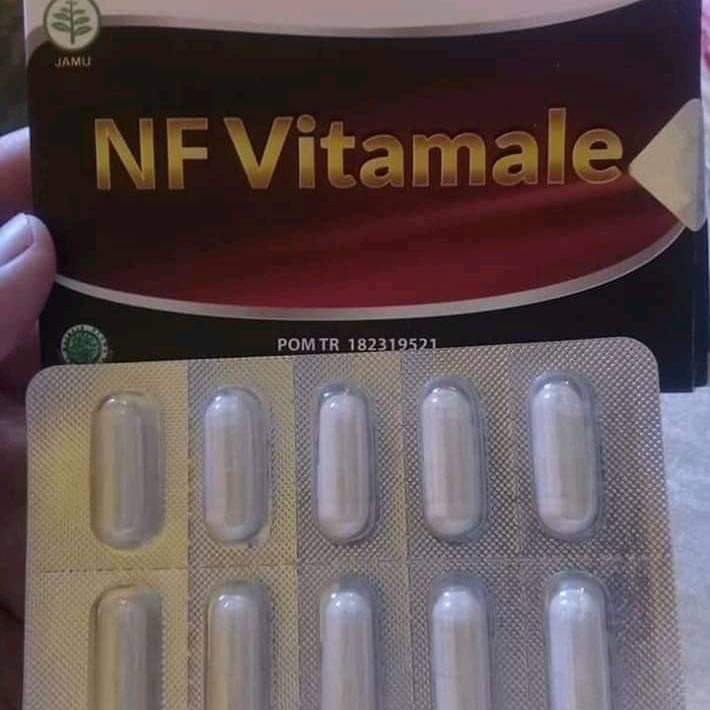 JAMU
NF Vitamale
POM TR 182319521